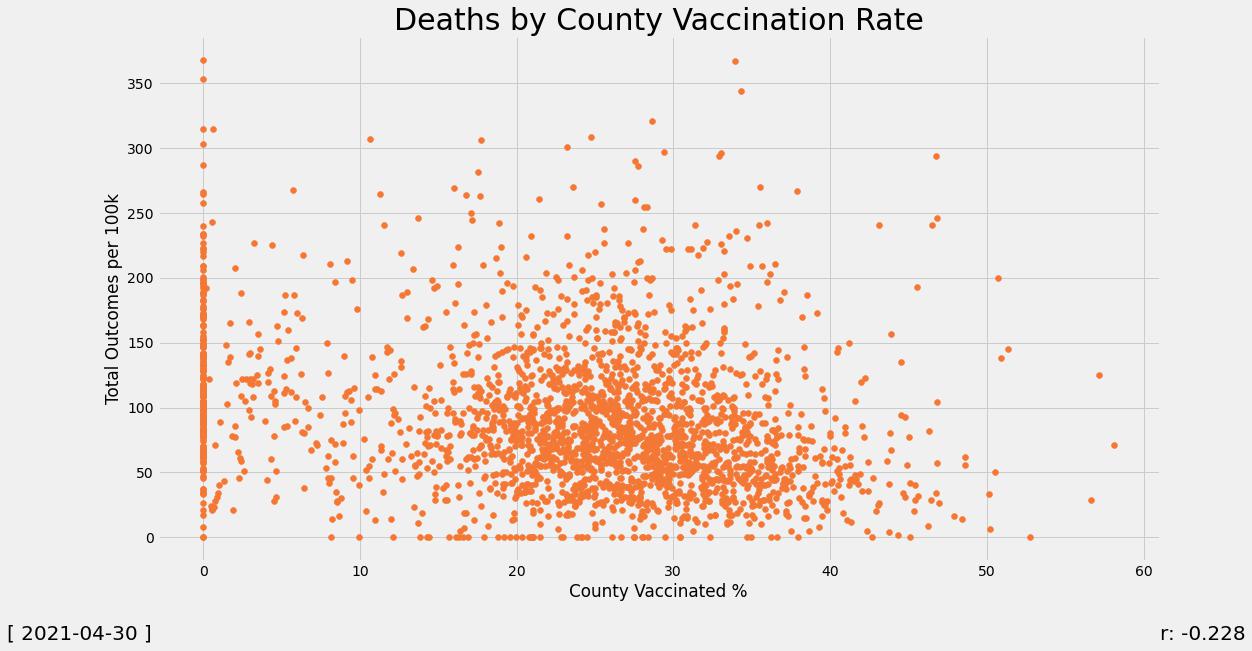 Deaths by County Vaccination Rate
Total Outcomes per 100k
350
300
250
200
150
100
50
0
0 10 20 30 40 50 60
County Vaccinated %
[ 2021-04-30 ]
r: -0.228